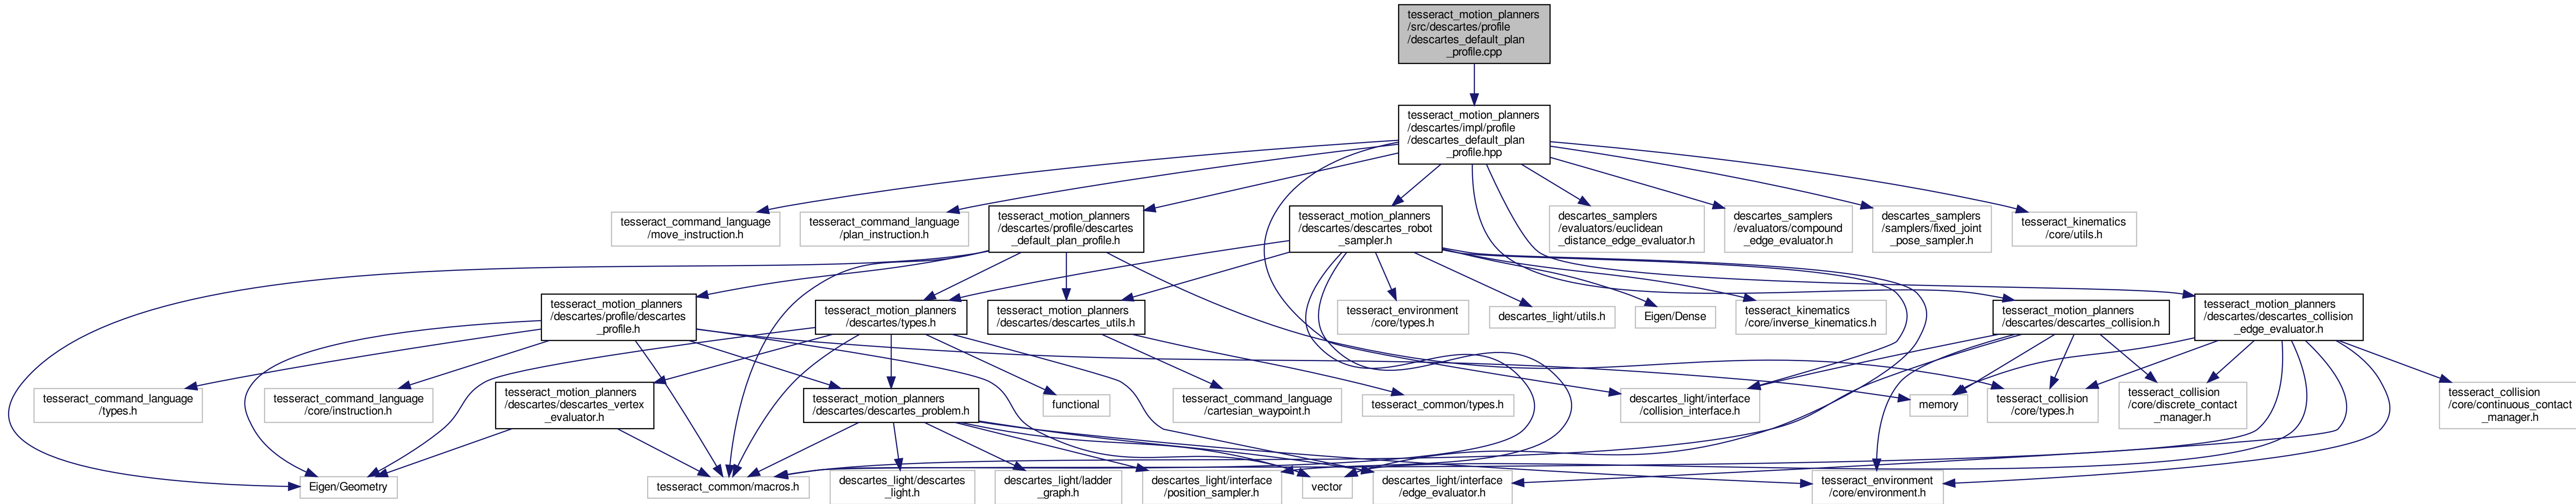 tesseract_motion_planners
/src/descartes/profile
/descartes_default_plan
_profile.cpp
tesseract_motion_planners
/descartes/impl/profile
/descartes_default_plan
_profile.hpp
tesseract_command_language
/move_instruction.h
tesseract_command_language
/plan_instruction.h
tesseract_motion_planners
/descartes/profile/descartes
_default_plan_profile.h
tesseract_motion_planners
/descartes/descartes_robot
_sampler.h
descartes_samplers
/evaluators/euclidean
_distance_edge_evaluator.h
descartes_samplers
/evaluators/compound
_edge_evaluator.h
descartes_samplers
/samplers/fixed_joint
_pose_sampler.h
tesseract_kinematics
/core/utils.h
tesseract_motion_planners
/descartes/profile/descartes
_profile.h
tesseract_motion_planners
/descartes/types.h
tesseract_motion_planners
/descartes/descartes_utils.h
tesseract_environment
/core/types.h
descartes_light/utils.h
Eigen/Dense
tesseract_kinematics
/core/inverse_kinematics.h
tesseract_motion_planners
/descartes/descartes_collision.h
tesseract_motion_planners
/descartes/descartes_collision
_edge_evaluator.h
tesseract_command_language
/types.h
tesseract_command_language
/core/instruction.h
tesseract_motion_planners
/descartes/descartes_vertex
_evaluator.h
tesseract_motion_planners
/descartes/descartes_problem.h
functional
tesseract_command_language
/cartesian_waypoint.h
tesseract_common/types.h
descartes_light/interface
/collision_interface.h
memory
tesseract_collision
/core/types.h
tesseract_collision
/core/discrete_contact
_manager.h
tesseract_collision
/core/continuous_contact
_manager.h
Eigen/Geometry
tesseract_common/macros.h
descartes_light/descartes
_light.h
descartes_light/ladder
_graph.h
descartes_light/interface
/position_sampler.h
vector
descartes_light/interface
/edge_evaluator.h
tesseract_environment
/core/environment.h